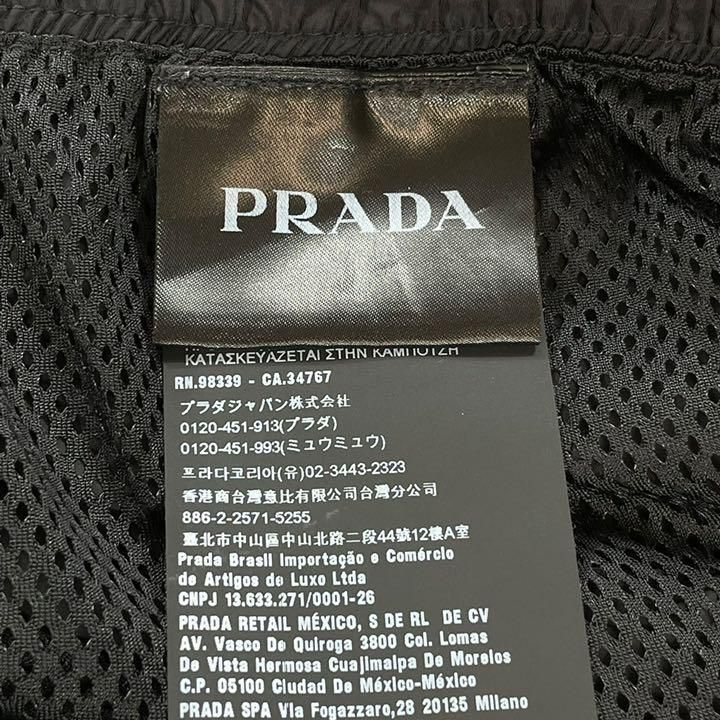 PRADA
ΚΑΤΑΣΚΕΥΑΖΕΤΑΙ ΣΤΗΝ ΚΑΜΠΟΤΖΗ
RN.98339 - CA.34767
プラダジャパン株式会社
0120-451-913(プラダ)
0120-451-993(ミュウミュウ)
프라다코리아(유)02-3443-2323
香港商台灣意比有限公司台灣分公司
886-2-2571-5255
臺北市中山區中山北路二段44號12樓A室
Prada Brasil Importação e Comércio
de Artigos de Luxo Ltda
CNPJ 13.633.271/0001-26
PRADA RETAIL MÉXICO, S DE RL DE CV
AV. Vasco De Quiroga 3800 Col. Lomas
De Vista Hermosa Cuajimalpa De Morelos
C.P. 05100 Ciudad De México-México
PRADA SPA Via Fogazzaro,28 20135 Milano